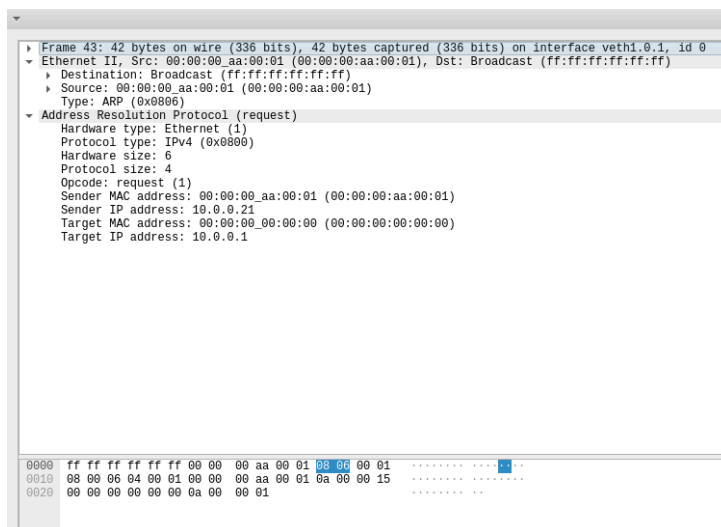 Frame 43: 42 bytes on wire (336 bits), 42 bytes captured (336 bits) on interface veth1.0.1, id 0
Ethernet II, Src: 00:00:00_aa:00:01 (00:00:00:aa:00:01), Dst: Broadcast (ff:ff:ff:ff:ff:ff)
Destination: Broadcast (ff:ff:ff:ff:ff:ff)
Source: 00:00:00_aa:00:01 (00:00:00:aa:00:01)
Type: ARP (0x0806)
Address Resolution Protocol (request)
Hardware type: Ethernet (1)
Protocol type: IPv4 (0x0800)
Hardware size: 6
Protocol size: 4
Opcode: request (1)
Sender MAC address: 00:00:00_aa:00:01 (00:00:00:aa:00:01)
Sender IP address: 10.0.0.21
Target MAC address: 00:00:00_00:00:00 (00:00:00:00:00:00)
Target IP address: 10.0.0.1
0000 ff ff ff ff ff ff 00 00 00 aa 00 01 08 06 00 01 ········ ········
0010 08 00 06 04 00 01 00 00 00 aa 00 01 0a 00 00 15 ········ ········
0020 00 00 00 00 00 00 0a 00 00 01 ········ ··